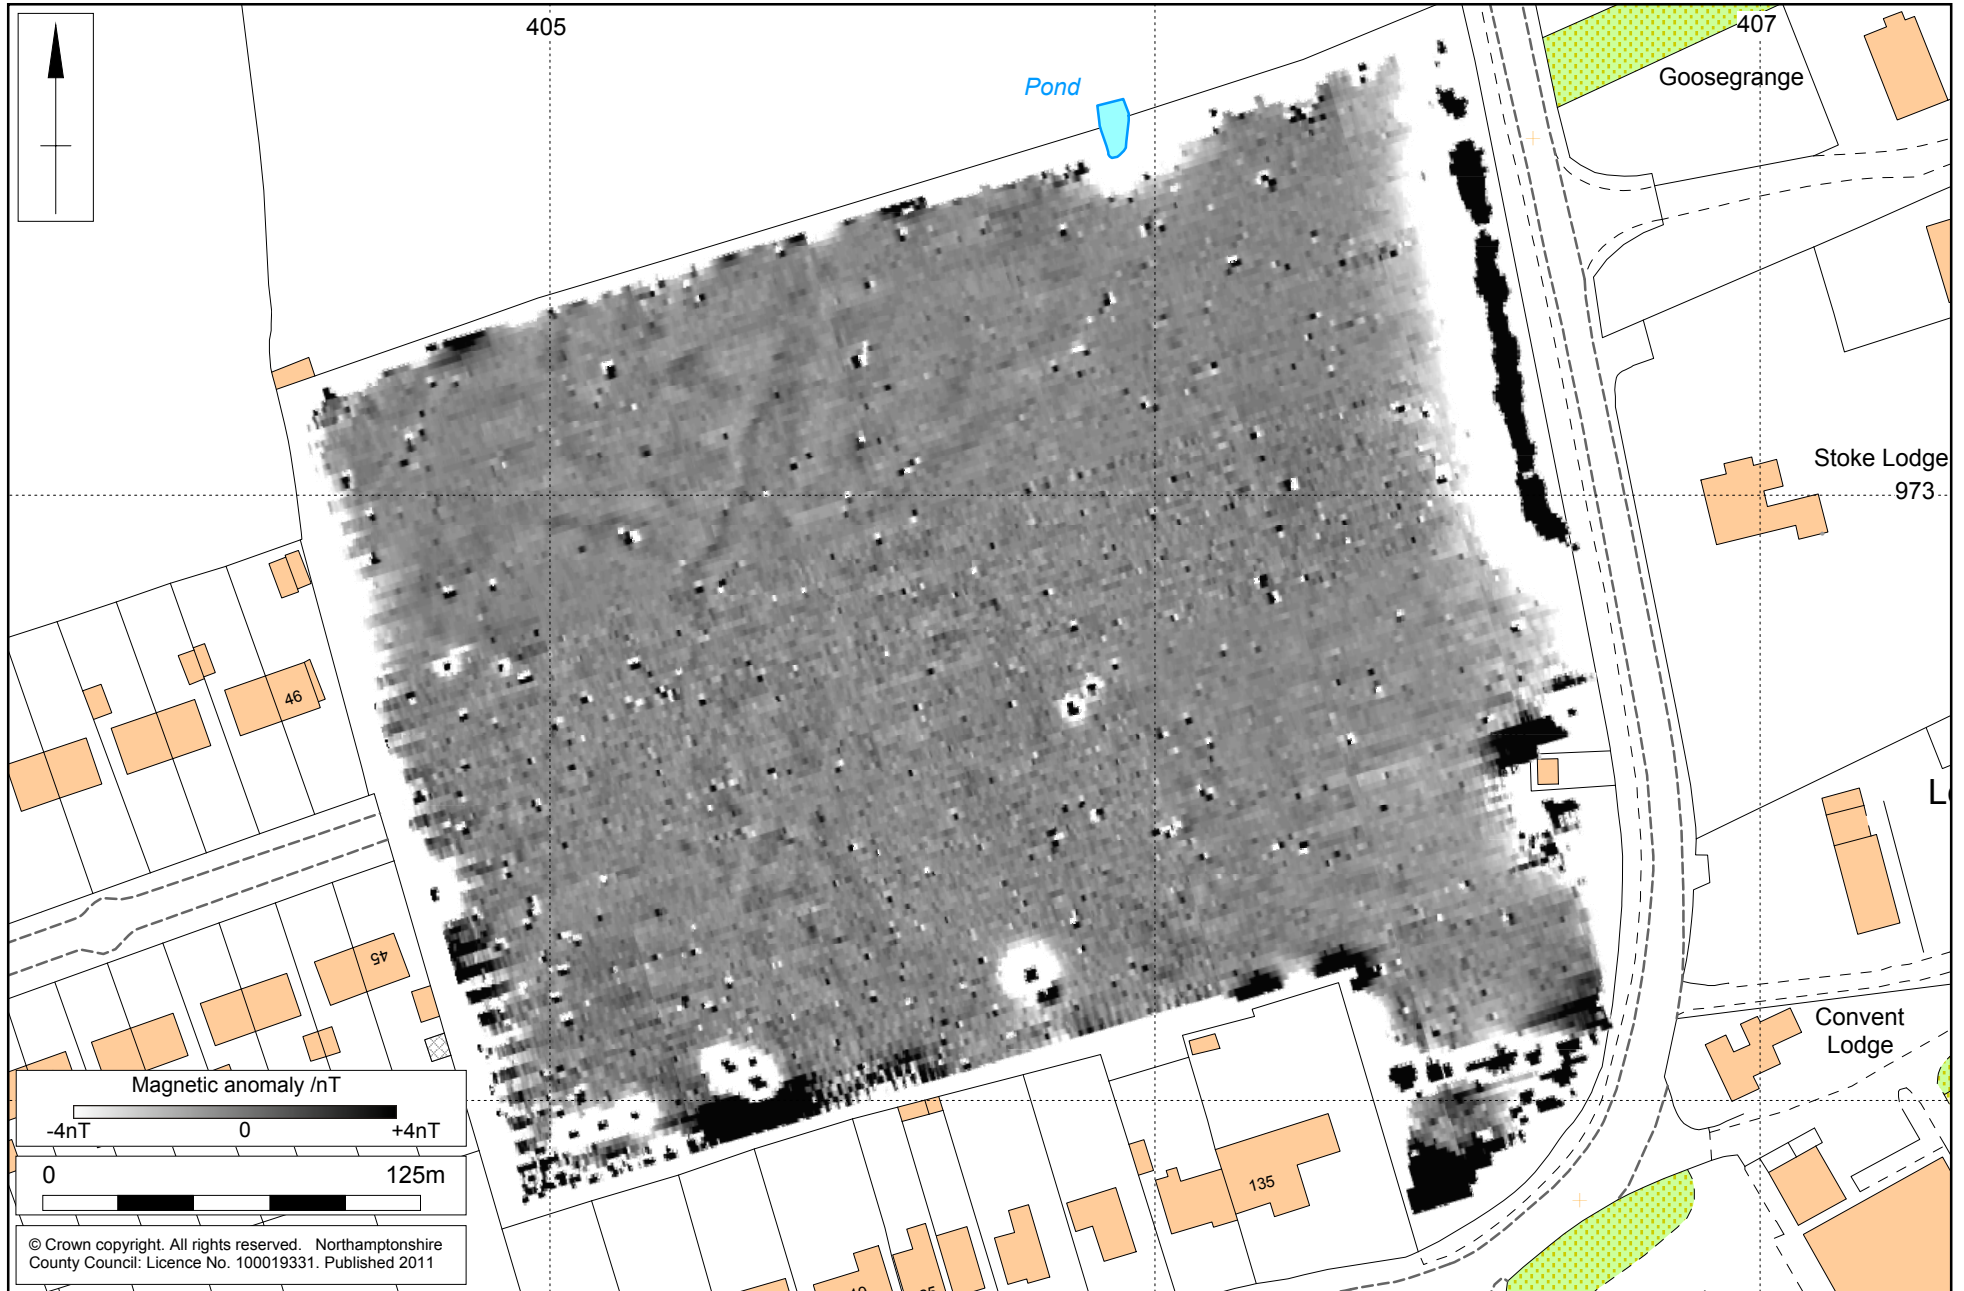 405
407
Pond
Goosegrange
Stoke Lodge
973
46
45
Convent
Lodge
135
Magnetic anomaly /nT
-4nT
0
+4nT
0
125m
© Crown copyright. All rights reserved. Northamptonshire
County Council: Licence No. 100019331. Published 2011